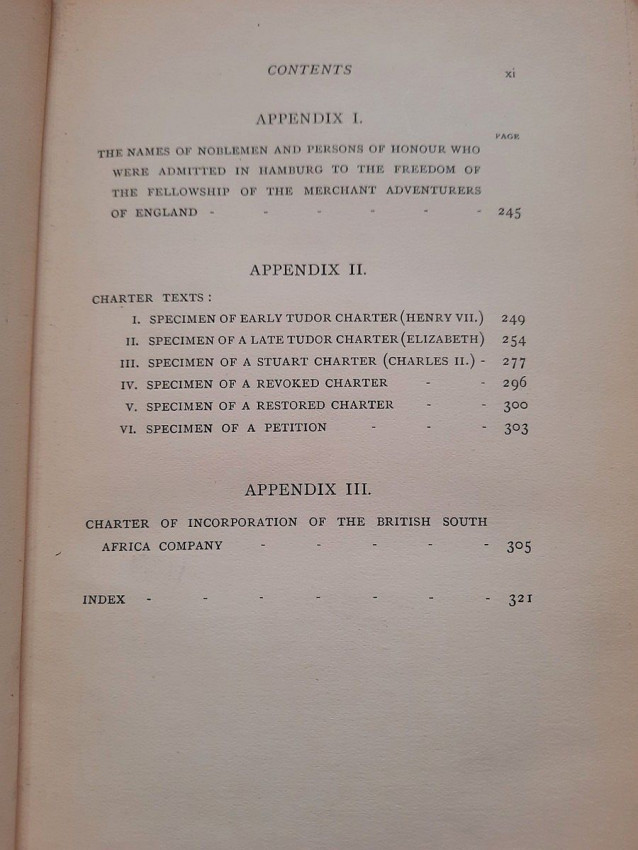 CONTENTS xi
APPENDIX I.
PAGE
THE NAMES OF NOBLEMEN AND PERSONS OF HONOUR WHO
WERE ADMITTED IN HAMBURG TO THE FREEDOM OF
THE FELLOWSHIP OF THE MERCHANT ADVENTURERS
OF ENGLAND - - - - - - 245
APPENDIX II.
CHARTER TEXTS:
I. SPECIMEN OF EARLY TUDOR CHARTER (HENRY VII.) 249
II. SPECIMEN OF A LATE TUDOR CHARTER (ELIZABETH) 254
III. SPECIMEN OF A STUART CHARTER (CHARLES II.) - 277
IV. SPECIMEN OF A REVOKED CHARTER - - 296
V. SPECIMEN OF A RESTORED CHARTER - - 300
VI. SPECIMEN OF A PETITION - - - 303
APPENDIX III.
CHARTER OF INCORPORATION OF THE BRITISH SOUTH
AFRICA COMPANY - - - - - 305
INDEX - - - - - - - 321